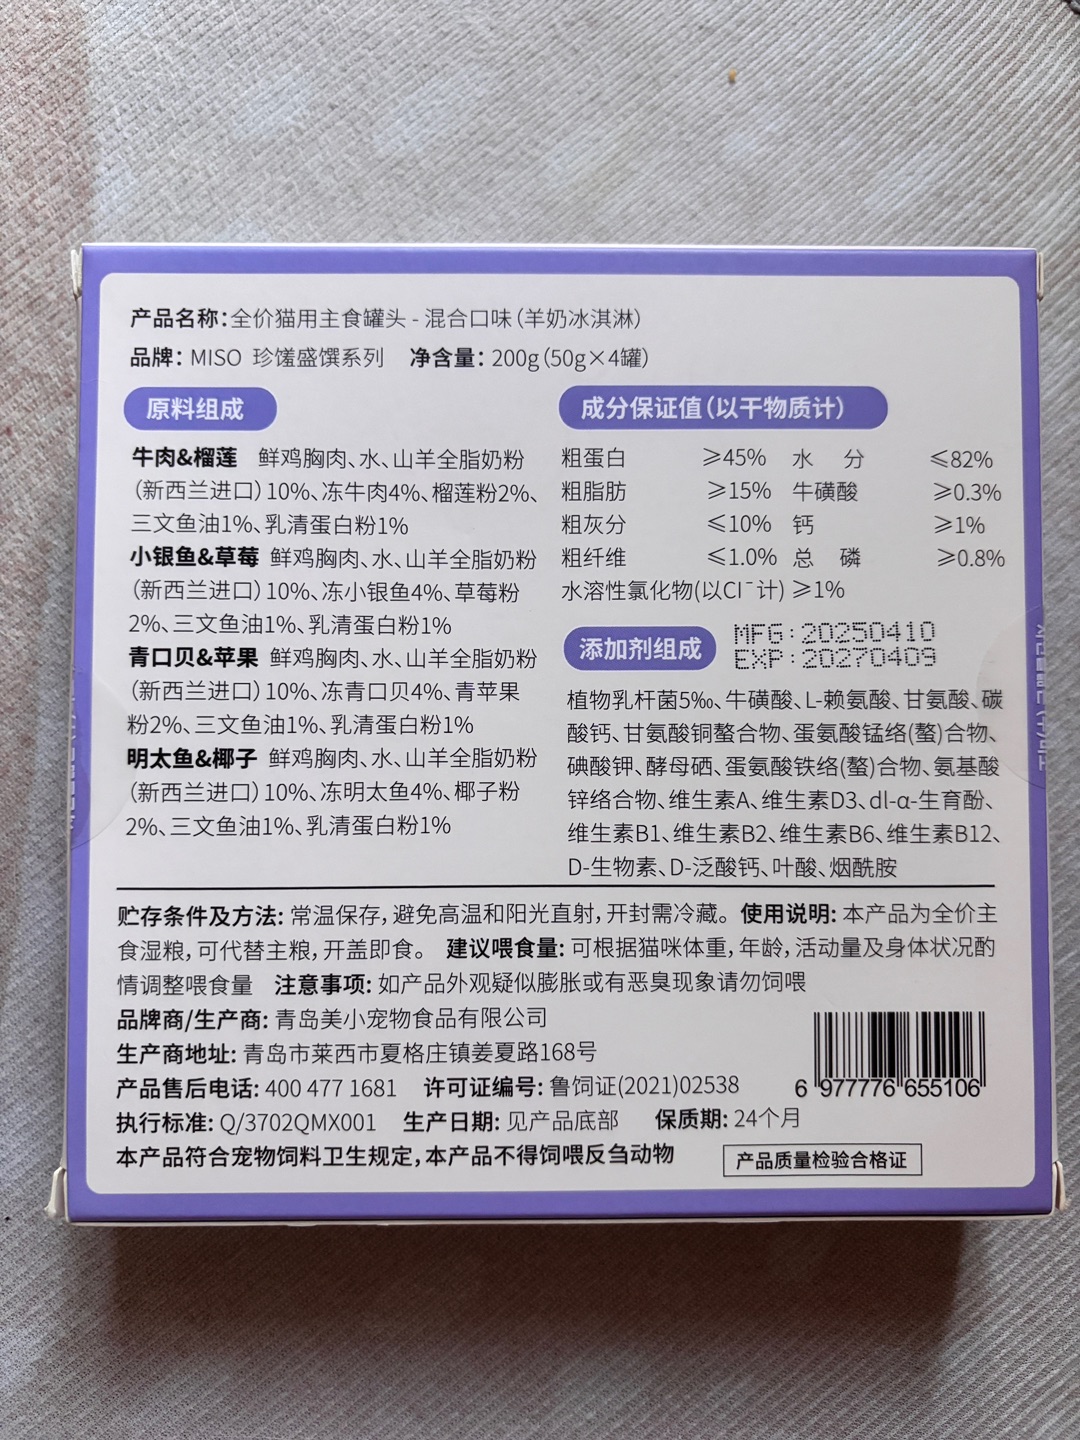 产品名称:全价猫用主食罐头 - 混合口味(羊奶冰淇淋)
品牌: MISO 珍馐盛馔系列 净含量: 200g(50g×4罐)
原料组成
牛肉&榴莲 鲜鸡胸肉、水、山羊全脂奶粉
(新西兰进口)10%、冻牛肉4%、榴莲粉2%、
三文鱼油1%、乳清蛋白粉1%
小银鱼&草莓 鲜鸡胸肉、水、山羊全脂奶粉
(新西兰进口)10%、冻小银鱼4%、草莓粉
2%、三文鱼油1%、乳清蛋白粉1%
青口贝&苹果 鲜鸡胸肉、水、山羊全脂奶粉
(新西兰进口)10%、冻青口贝4%、青苹果
粉2%、三文鱼油1%、乳清蛋白粉1%
明太鱼&椰子 鲜鸡胸肉、水、山羊全脂奶粉
(新西兰进口)10%、冻明太鱼4%、椰子粉
2%、三文鱼油1%、乳清蛋白粉1%
成分保证值(以干物质计)
粗蛋白 ≥45% 水 分 ≤82%
粗脂肪 ≥15% 牛磺酸 ≥0.3%
粗灰分 ≤10% 钙 ≥1%
粗纤维 ≤1.0% 总 磷 ≥0.8%
水溶性氯化物(以Cl⁻计) ≥1%
添加剂组成
MFG:20250410
EXP:20270409
植物乳杆菌5‰、牛磺酸、L-赖氨酸、甘氨酸、碳
酸钙、甘氨酸铜螯合物、蛋氨酸锰络(螯)合物、
碘酸钾、酵母硒、蛋氨酸铁络(螯)合物、氨基酸
锌络合物、维生素A、维生素D3、dl-α-生育酚、
维生素B1、维生素B2、维生素B6、维生素B12、
D-生物素、D-泛酸钙、叶酸、烟酰胺
贮存条件及方法: 常温保存,避免高温和阳光直射,开封需冷藏。使用说明: 本产品为全价主
食湿粮,可代替主粮,开盖即食。 建议喂食量: 可根据猫咪体重,年龄,活动量及身体状况酌
情调整喂食量 注意事项: 如产品外观疑似膨胀或有恶臭现象请勿饲喂
品牌商/生产商: 青岛美小宠物食品有限公司
生产商地址: 青岛市莱西市夏格庄镇姜夏路168号
产品售后电话: 400 477 1681 许可证编号: 鲁饲证(2021)02538
执行标准: Q/3702QMX001 生产日期: 见产品底部 保质期: 24个月
本产品符合宠物饲料卫生规定,本产品不得饲喂反刍动物
6 977776 655106
产品质量检验合格证